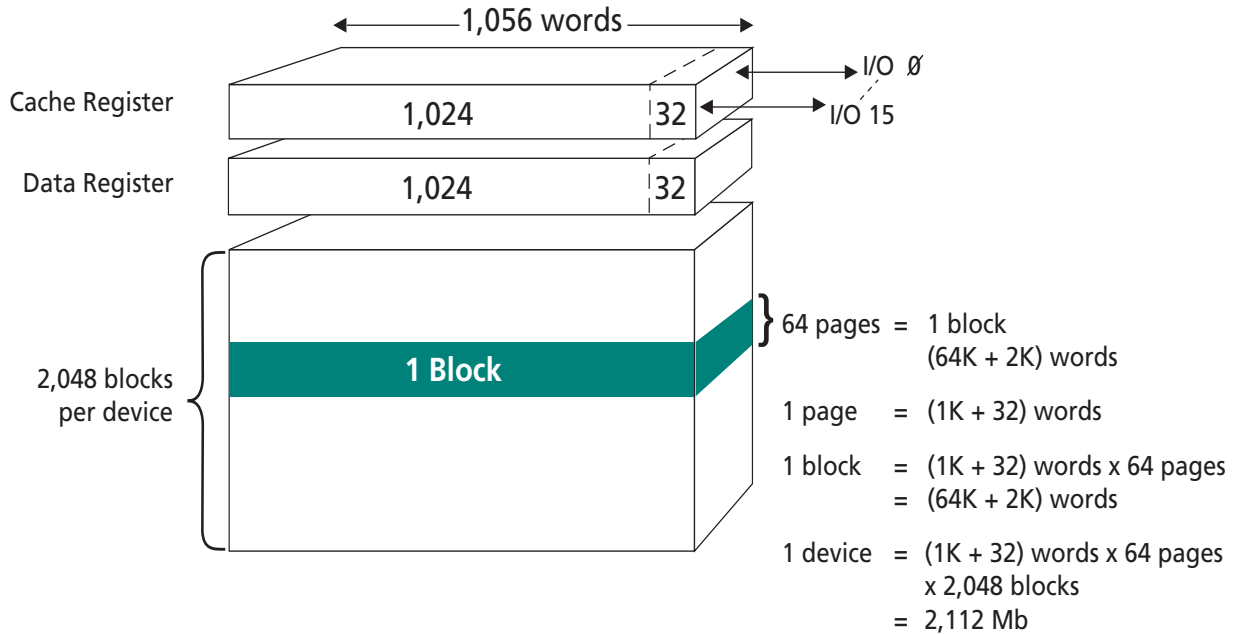 1,056 words
I/O 0
Cache Register
1,024
32
I/O 15
Data Register
1,024
32
64 pages = 1 block
(64K + 2K) words
1 Block
2,048 blocks
per device
1 page = (1K + 32) words
1 block = (1K + 32) words x 64 pages
= (64K + 2K) words
1 device = (1K + 32) words x 64 pages
x 2,048 blocks
= 2,112 Mb